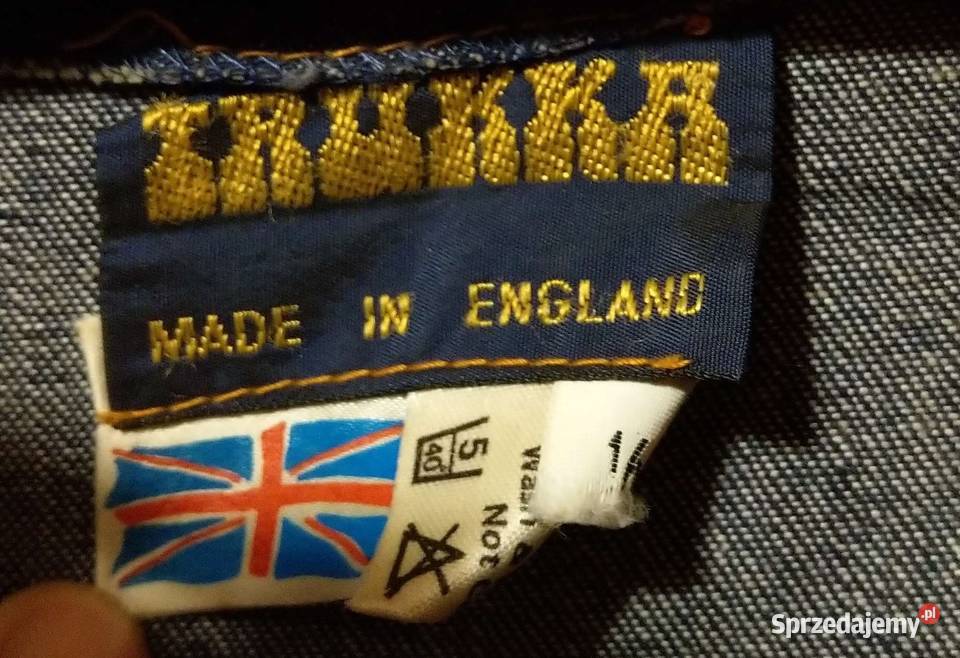 TRUKKA
MADE IN ENGLAND
5
40
Not
Sprzedajemy.pl